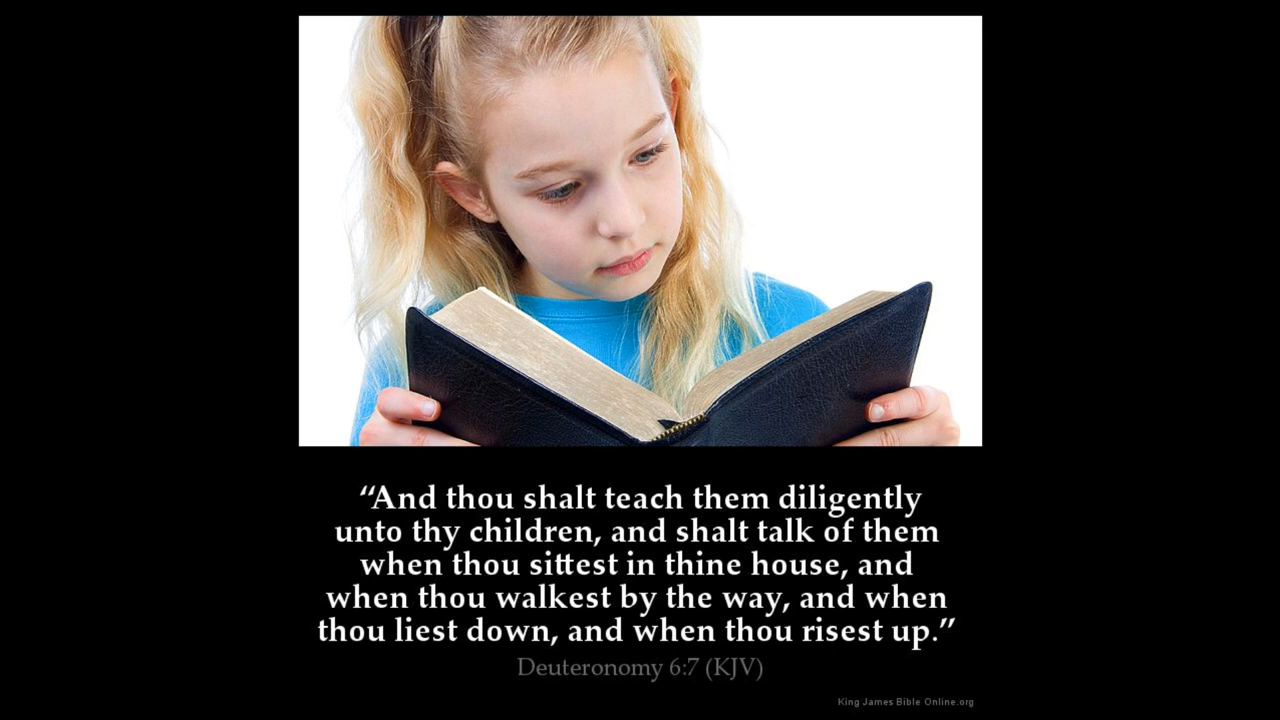 “And thou shalt teach them diligently
unto thy children, and shalt talk of them
when thou sittest in thine house, and
when thou walkest by the way, and when
thou liest down, and when thou risest up.”
Deuteronomy 6:7 (KJV)
King James Bible Online.org